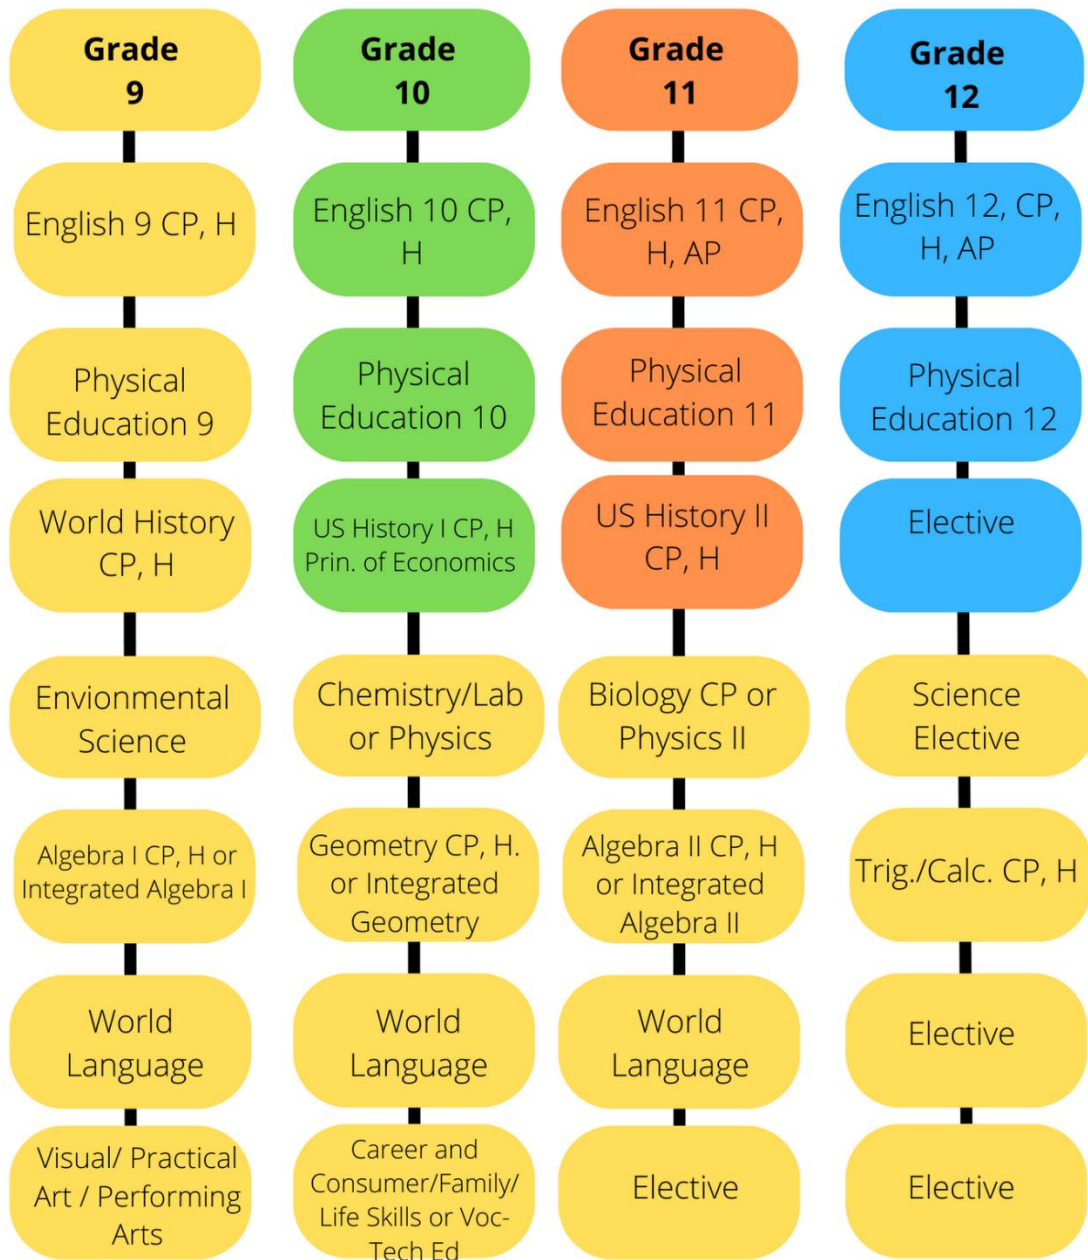 Grade
9
English 9 CP, H
Physical
Education 9
World History
CP, H
Envionmental
Science
Algebra I CP, H or
Integrated Algebra I
World
Language
Visual/ Practical
Art / Performing
Arts
Grade
10
English 10 CP,
H
Physical
Education 10
US History I CP, H
Prin. of Economics
Chemistry/Lab
or Physics
Geometry CP, H.
or Integrated
Geometry
World
Language
Career and
Consumer/Family/
Life Skills or Voc-
Tech Ed
Grade
11
English 11 CP,
H, AP
Physical
Education 11
US History II
CP, H
Biology CP or
Physics II
Algebra II CP, H
or Integrated
Algebra II
World
Language
Elective
Grade
12
English 12, CP,
H, AP
Physical
Education 12
Elective
Science
Elective
Trig./Calc. CP, H
Elective
Elective